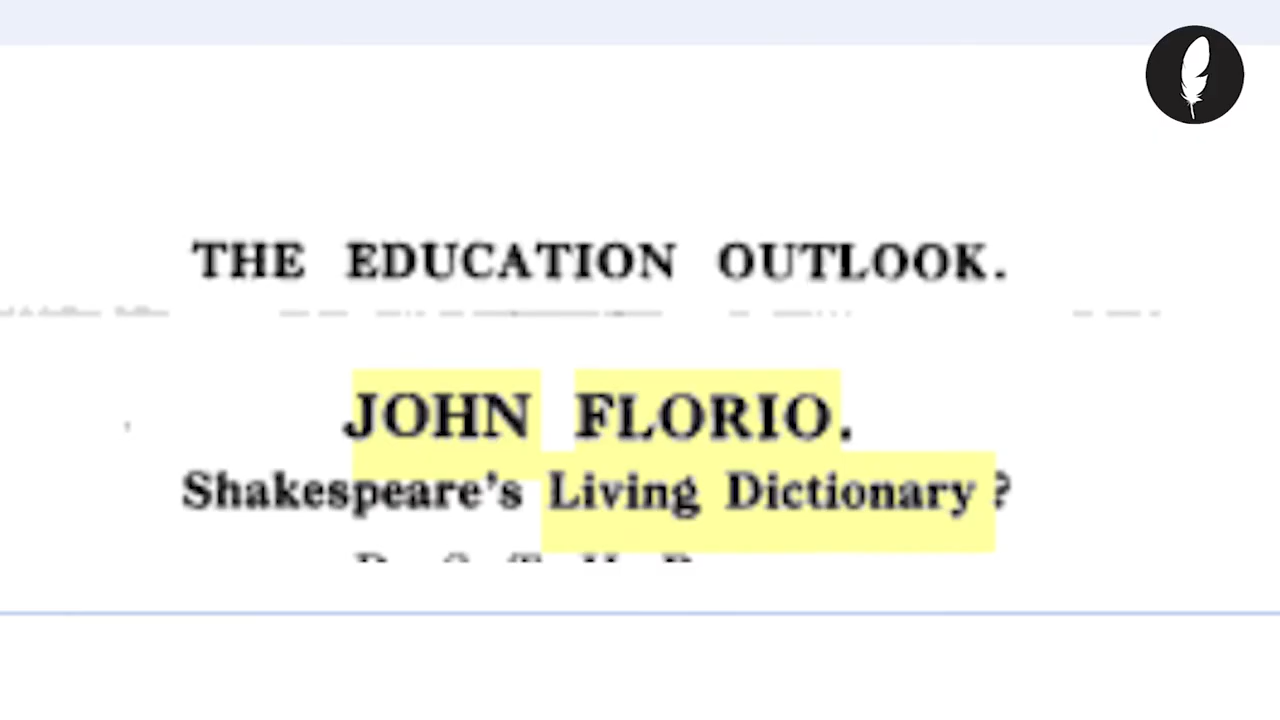 THE EDUCATION OUTLOOK.
JOHN FLORIO.
Shakespeare's Living Dictionary ?